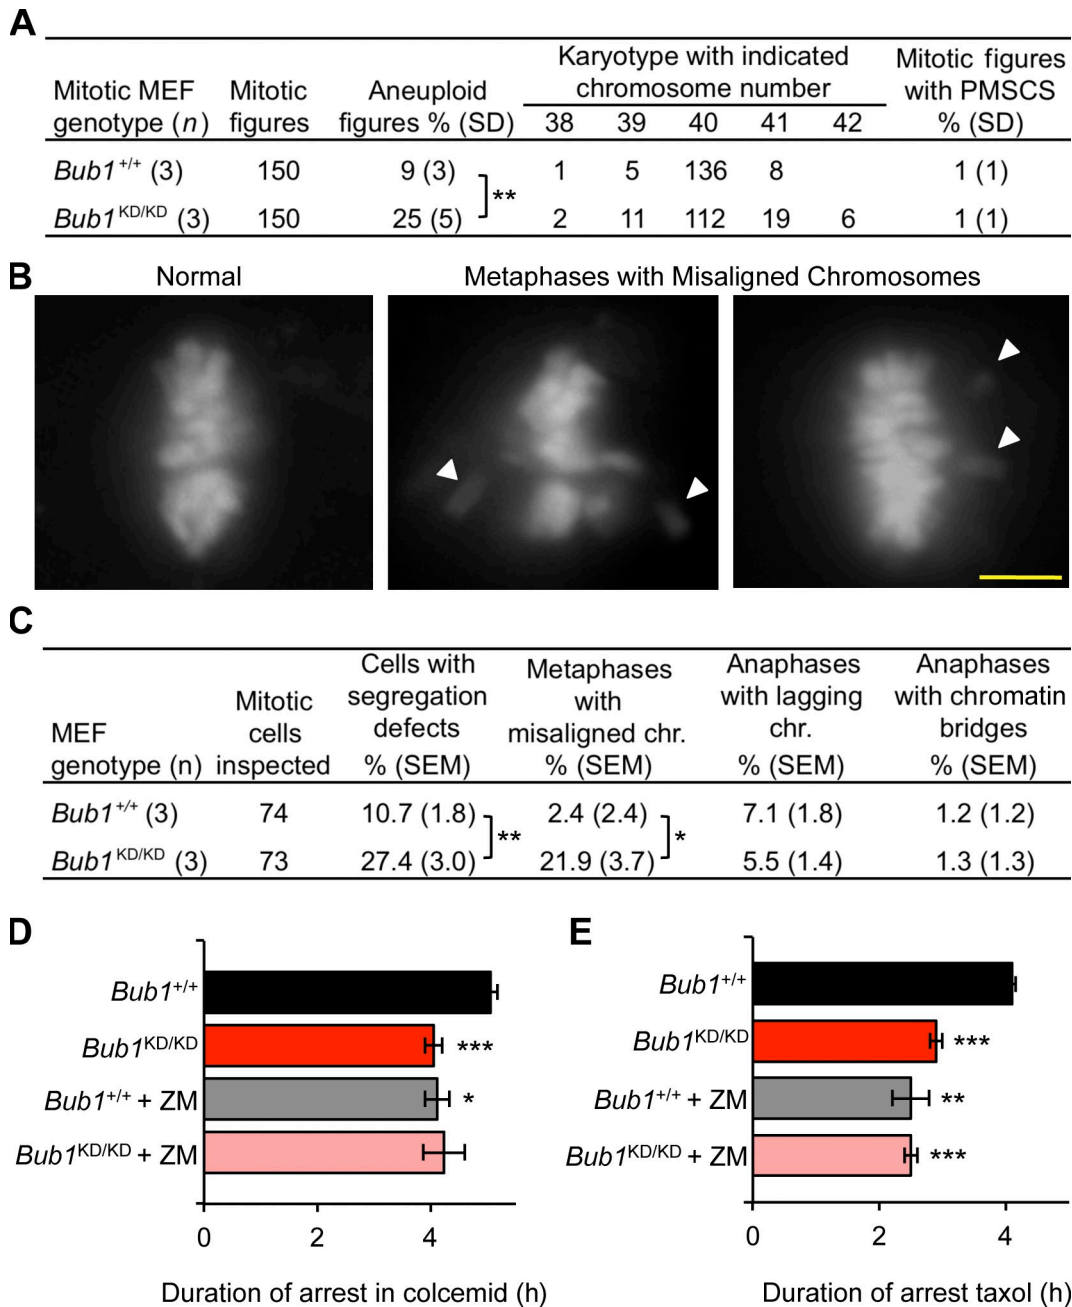 A
Mitotic MEF genotype (n)
Mitotic figures
Aneuploid figures % (SD)
Karyotype with indicated chromosome number
38 39 40 41 42
Mitotic figures with PMSCS % (SD)
Bub1+/+ (3) 150 9 (3) 1 5 136 8 1 (1)
**
Bub1KD/KD (3) 150 25 (5) 2 11 112 19 6 1 (1)
B
Normal
Metaphases with Misaligned Chromosomes
C
MEF genotype (n)
Mitotic cells inspected
Cells with segregation defects % (SEM)
Metaphases with misaligned chr. % (SEM)
Anaphases with lagging chr. % (SEM)
Anaphases with chromatin bridges % (SEM)
Bub1+/+ (3) 74 10.7 (1.8) 2.4 (2.4) 7.1 (1.8) 1.2 (1.2)
** *
Bub1KD/KD (3) 73 27.4 (3.0) 21.9 (3.7) 5.5 (1.4) 1.3 (1.3)
D
Bub1+/+
Bub1KD/KD ***
Bub1+/+ + ZM *
Bub1KD/KD + ZM
0 2 4
Duration of arrest in colcemid (h)
E
Bub1+/+
Bub1KD/KD ***
Bub1+/+ + ZM **
Bub1KD/KD + ZM ***
0 2 4
Duration of arrest taxol (h)